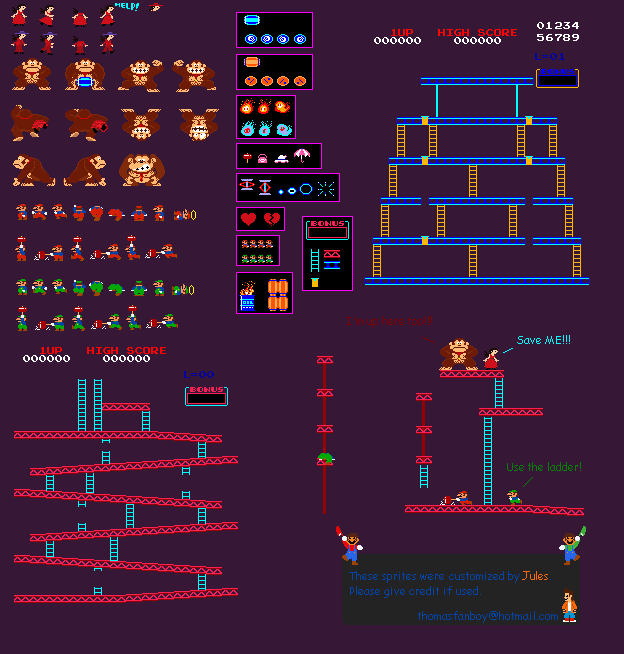 HELP!
1UP HIGH SCORE
000000 000000
01234
56789
L=01
BONUS
BONUS
Save ME!!!
1UP HIGH SCORE
000000 000000
L=00
BONUS
Use the ladder!
These sprites were customized by Jules
Please give credit if used.
thomasfanboy@hotmail.com